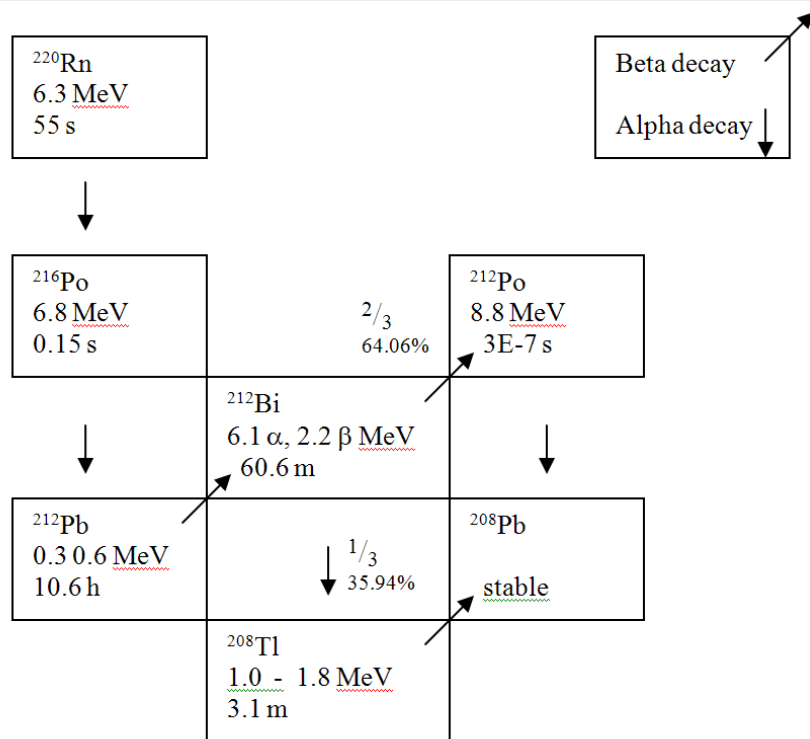 ²²⁰Rn
6.3 MeV
55 s
Beta decay
Alpha decay
²¹⁶Po
6.8 MeV
0.15 s
2/3
64.06%
²¹²Po
8.8 MeV
3E-7 s
²¹²Bi
6.1 α, 2.2 β MeV
60.6 m
²¹²Pb
0.3 0.6 MeV
10.6 h
1/3
35.94%
²⁰⁸Pb
stable
²⁰⁸Tl
1.0 - 1.8 MeV
3.1 m